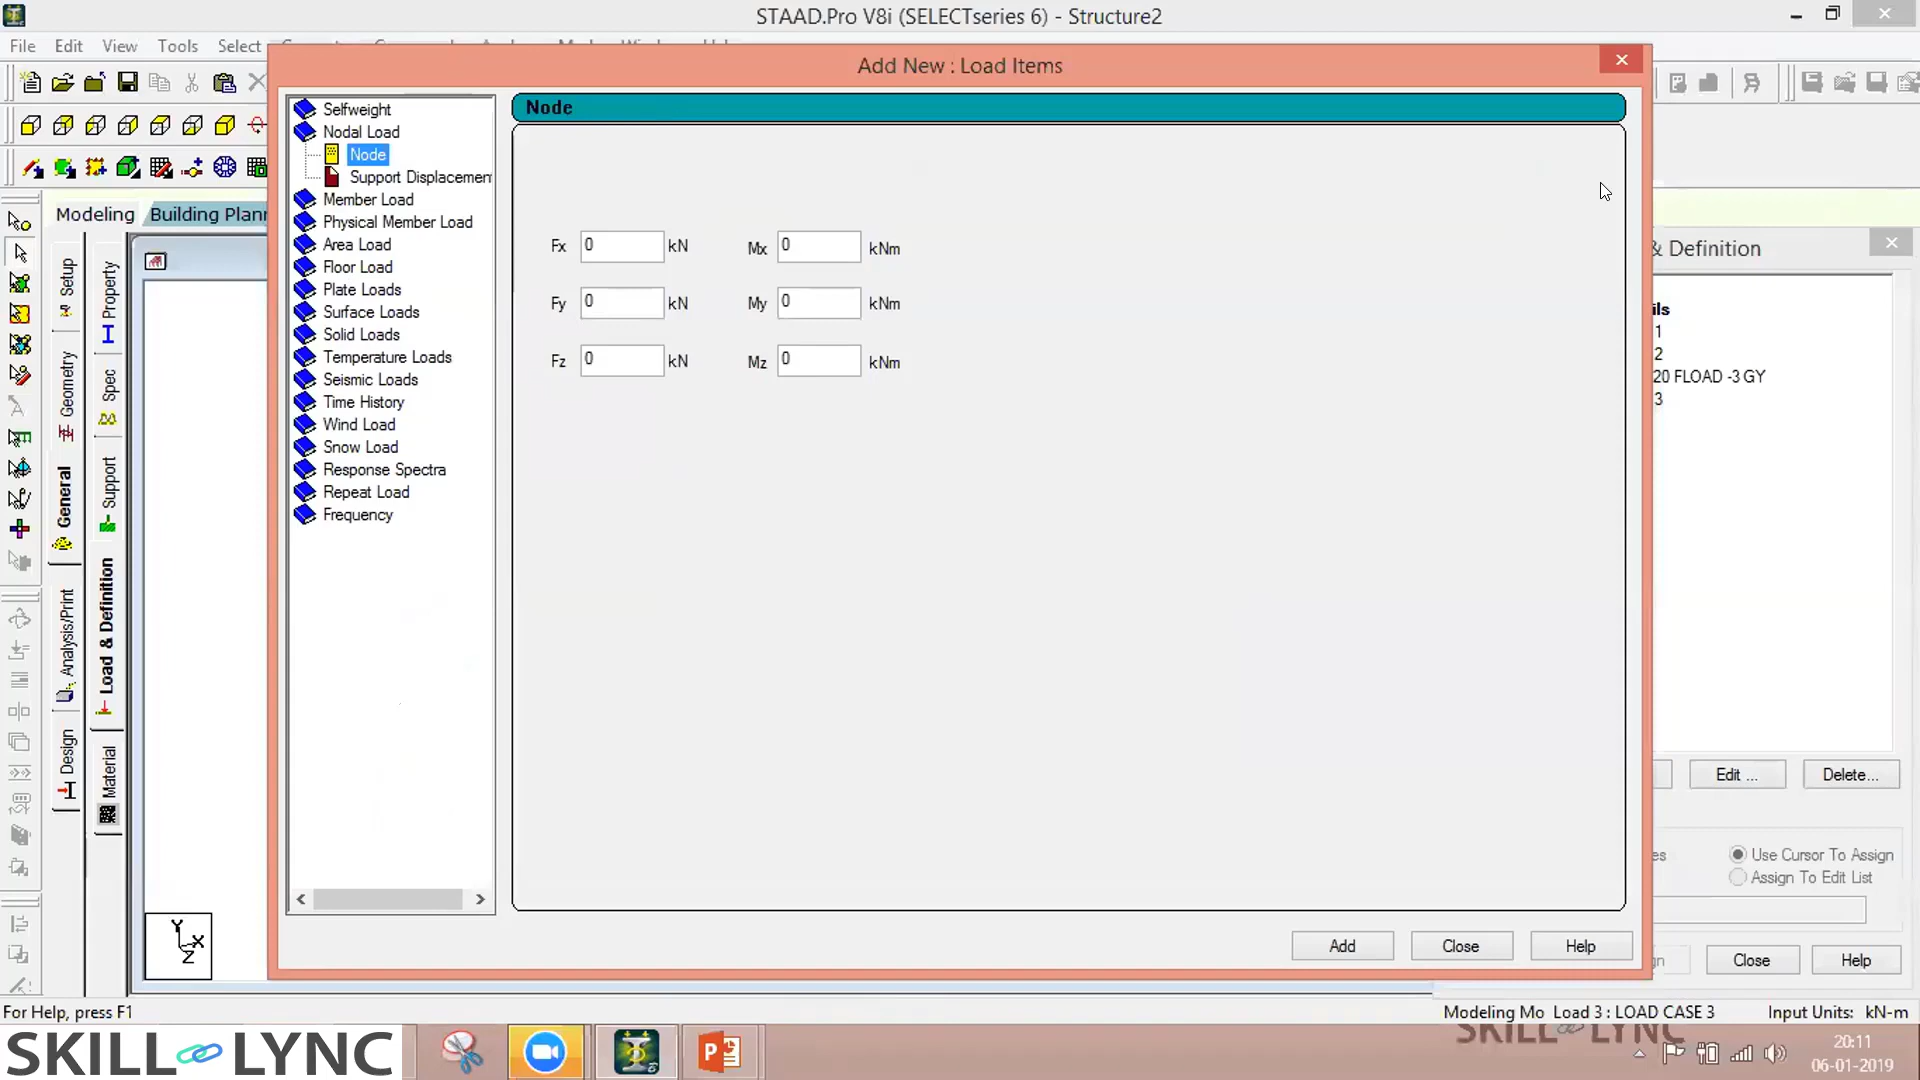 STAAD.Pro V8i (SELECTseries 6) - Structure2
File Edit View Tools Select
Add New : Load Items
Selfweight
Nodal Load
Node
Support Displacemen
Member Load
Physical Member Load
Area Load
Floor Load
Plate Loads
Surface Loads
Solid Loads
Temperature Loads
Seismic Loads
Time History
Wind Load
Snow Load
Response Spectra
Repeat Load
Frequency
Node
Fx 0 kN Mx 0 kNm
Fy 0 kN My 0 kNm
Fz 0 kN Mz 0 kNm
Add Close Help
Modeling Building Plann
Setup
Geometry
General
Analysis/Print
Design
Property
Spec
Support
Load & Definition
Material
& Definition
ils
1
2
20 FLOAD -3 GY
3
Edit ... Delete...
es Use Cursor To Assign
Assign To Edit List
gn Close Help
Y
X
Z
For Help, press F1
Modeling Mo Load 3 : LOAD CASE 3 Input Units: kN-m
SKILL LYNC
SKILL LYNC
20:11
06-01-2019